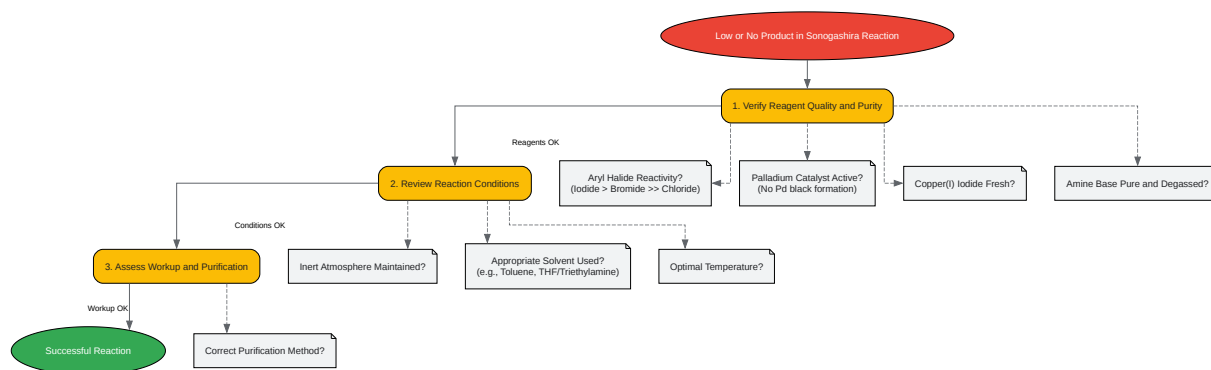 Low or No Product in Sonogashira Reaction
1. Verify Reagent Quality and Purity
Reagents OK
Aryl Halide Reactivity?
(Iodide > Bromide >> Chloride)
Palladium Catalyst Active?
(No Pd black formation)
Copper(I) Iodide Fresh?
Amine Base Pure and Degassed?
2. Review Reaction Conditions
Conditions OK
Inert Atmosphere Maintained?
Appropriate Solvent Used?
(e.g., Toluene, THF/Triethylamine)
Optimal Temperature?
3. Assess Workup and Purification
Workup OK
Successful Reaction
Correct Purification Method?